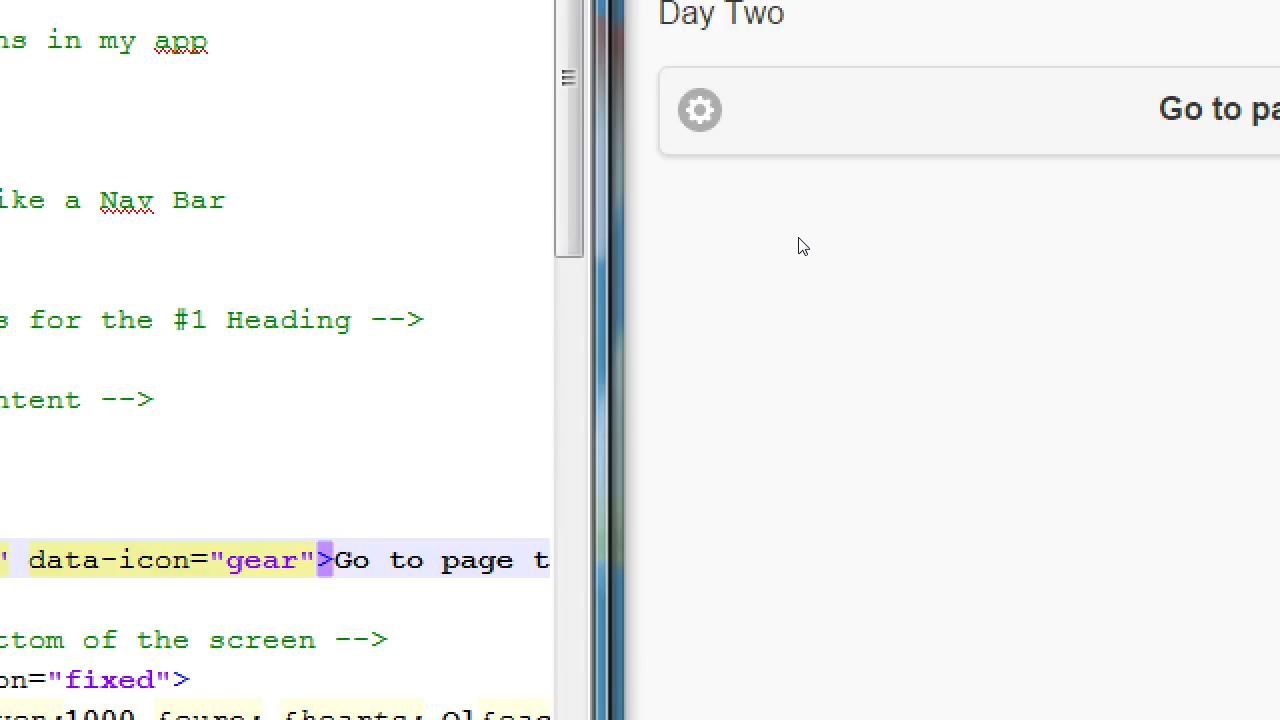 ns in my app
ike a Nav Bar
s for the #1 Heading -->
ntent -->
" data-icon="gear">Go to page t
ttom of the screen -->
on="fixed">
Day Two
Go to pa